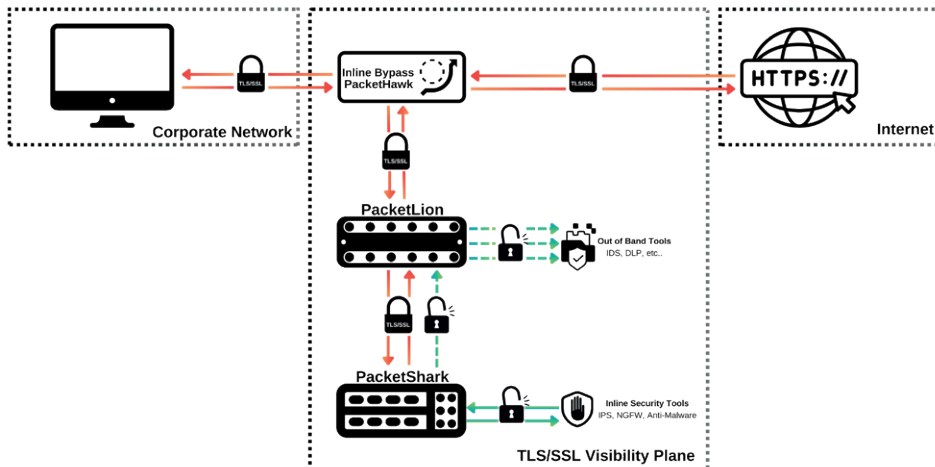 TLS/SSL
TLS/SSL
Inline Bypass
PacketHawk
HTTPS://
Corporate Network
Internet
TLS/SSL
PacketLion
Out of Band Tools
IDS, DLP, etc..
TLS/SSL
PacketShark
Inline Security Tools
IPS, NGFW, Anti-Malware
TLS/SSL Visibility Plane